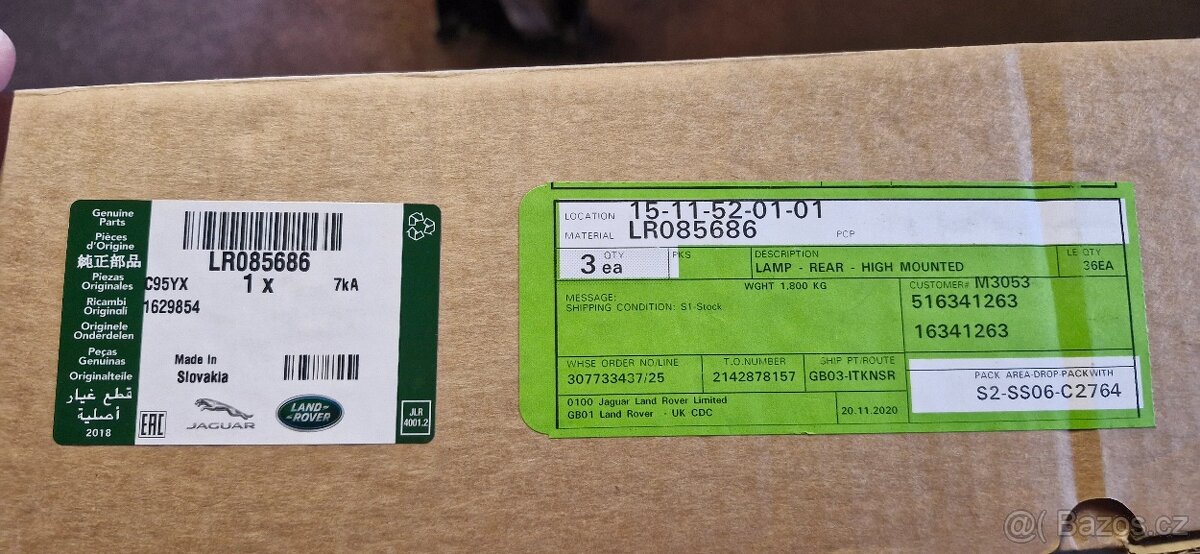 Genuine
Parts
Pièces
d'Origine
純正部品
Piezas
Originales
Ricambi
Originali
Originele
Onderdelen
Peças
Genuinas
Originalteile
قطع غيار
أصلية
2018
LR085686
C95YX 1 x 7kA
1629854
Made In
Slovakia
EAC
JAGUAR
LAND-
ROVER
JLR
4001.2
LOCATION 15-11-52-01-01
MATERIAL LR085686 PCP
QTY
3 ea
PKS
DESCRIPTION
LAMP - REAR - HIGH MOUNTED
LE QTY
36EA
WGHT 1.800 KG
MESSAGE:
SHIPPING CONDITION: S1-Stock
CUSTOMER# M3053
516341263
16341263
WHSE ORDER NO/LINE
307733437/25
T.O.NUMBER
2142878157
SHIP PT/ROUTE
GB03-ITKNSR
PACK AREA-DROP-PACKWITH
S2-SS06-C2764
0100 Jaguar Land Rover Limited
GB01 Land Rover - UK CDC
20.11.2020
@( Bazos.cz